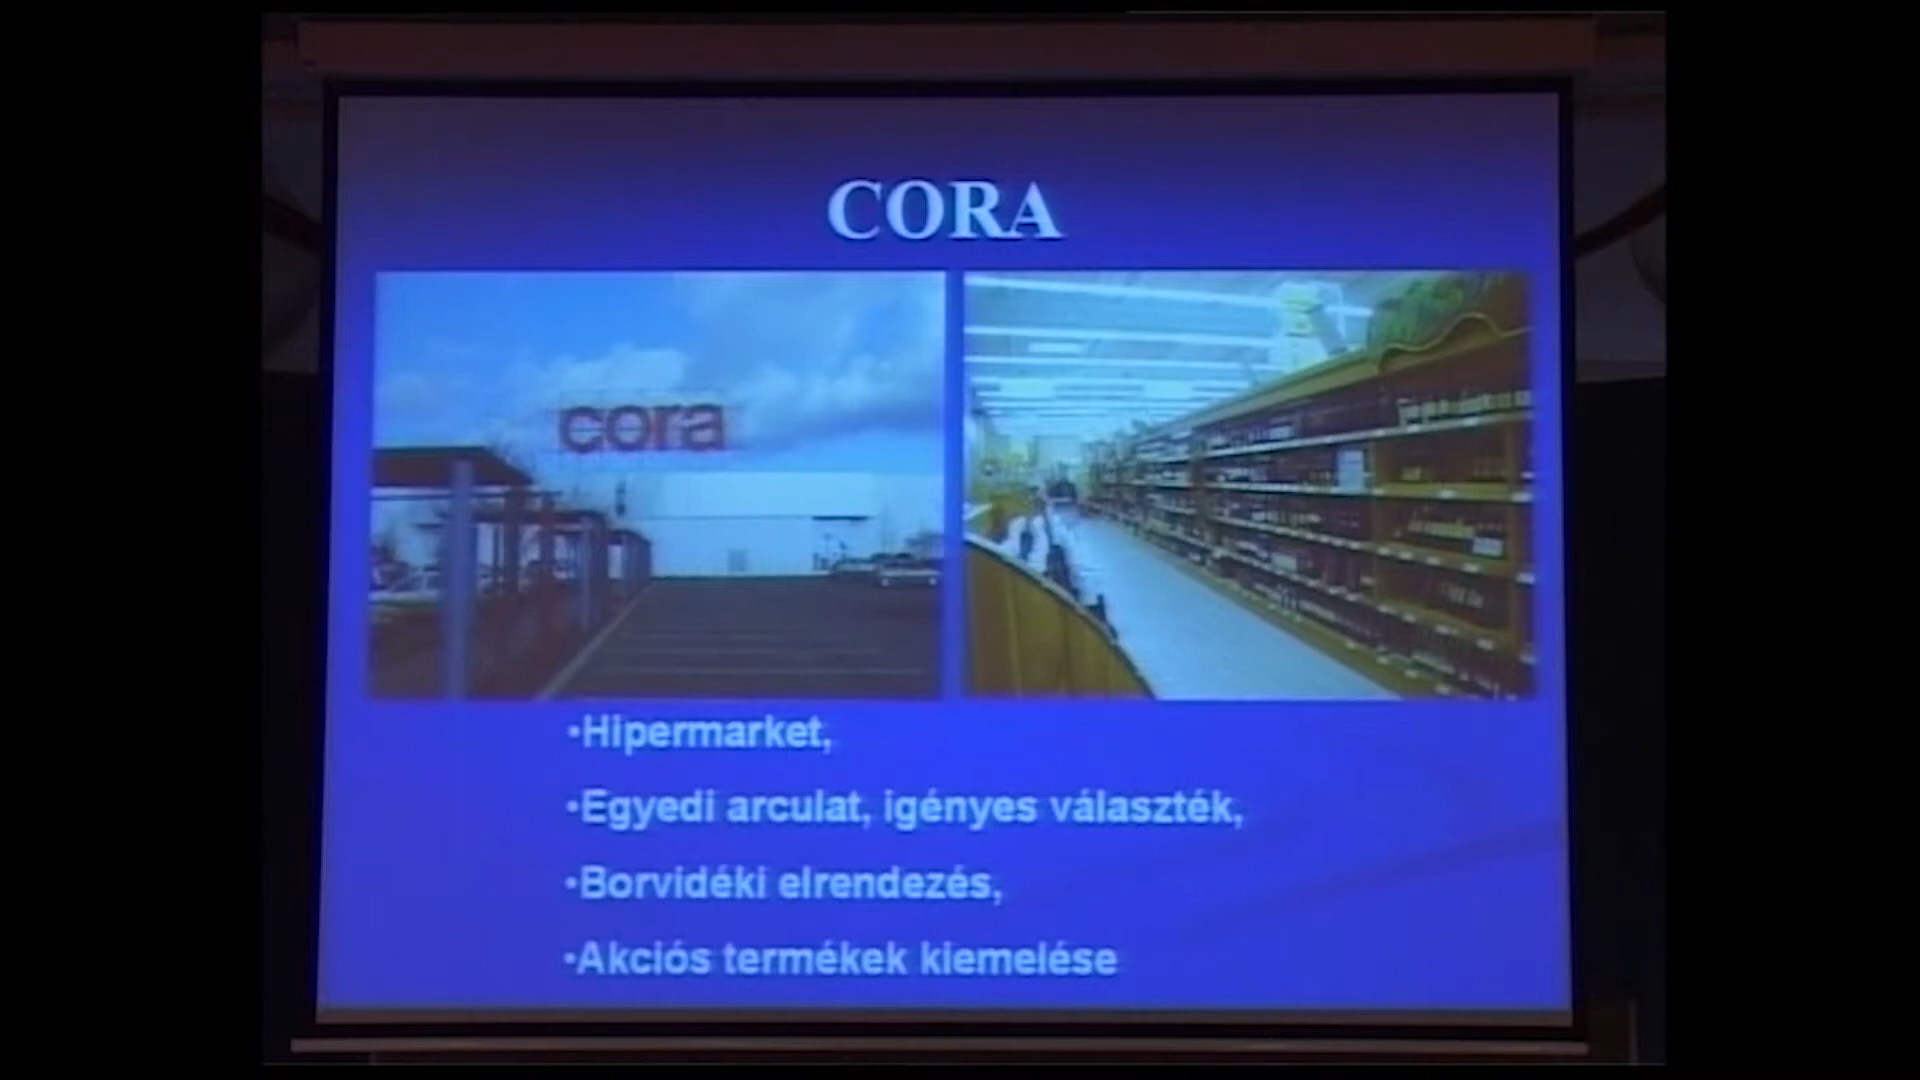 CORA
cora
•Hipermarket,
•Egyedi arculat, igényes választék,
•Borvidéki elrendezés,
•Akciós termékek kiemelése